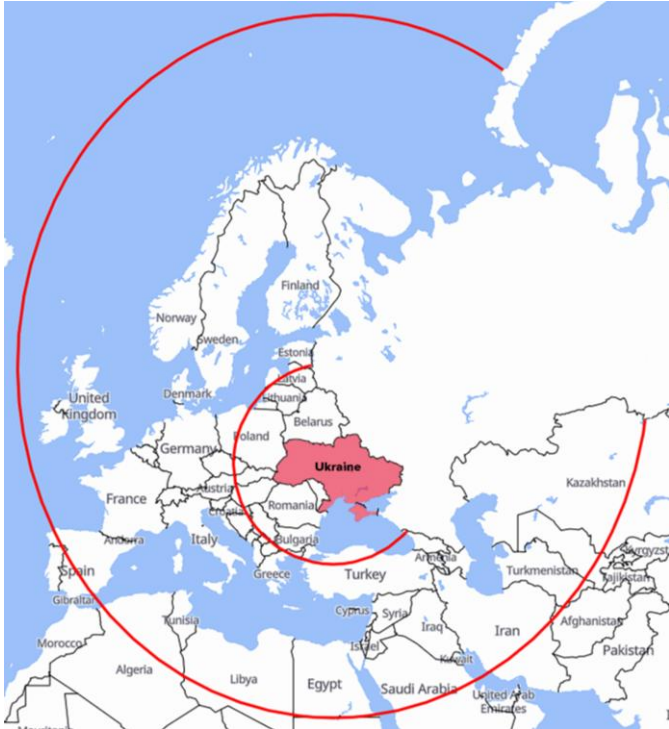 Finland
Norway
Sweden
Estonia
Latvia
Denmark
Lithuania
United
Kingdom
Belarus
Poland
Germany
Ukraine
Kazakhstan
Austria
France
Romania
Croatia
Andorra
Italy
Bulgaria
Kyrgyzst
Armenia
Spain
Greece
Turkey
Turkmenistan
Tajikistan
Gibraltar
Tunisia
Cyprus
Syria
Afghanistan
Morocco
Israel
Iraq
Iran
Pakistan
Algeria
Kuwait
Libya
Egypt
Saudi Arabia
United Arab
Emirates